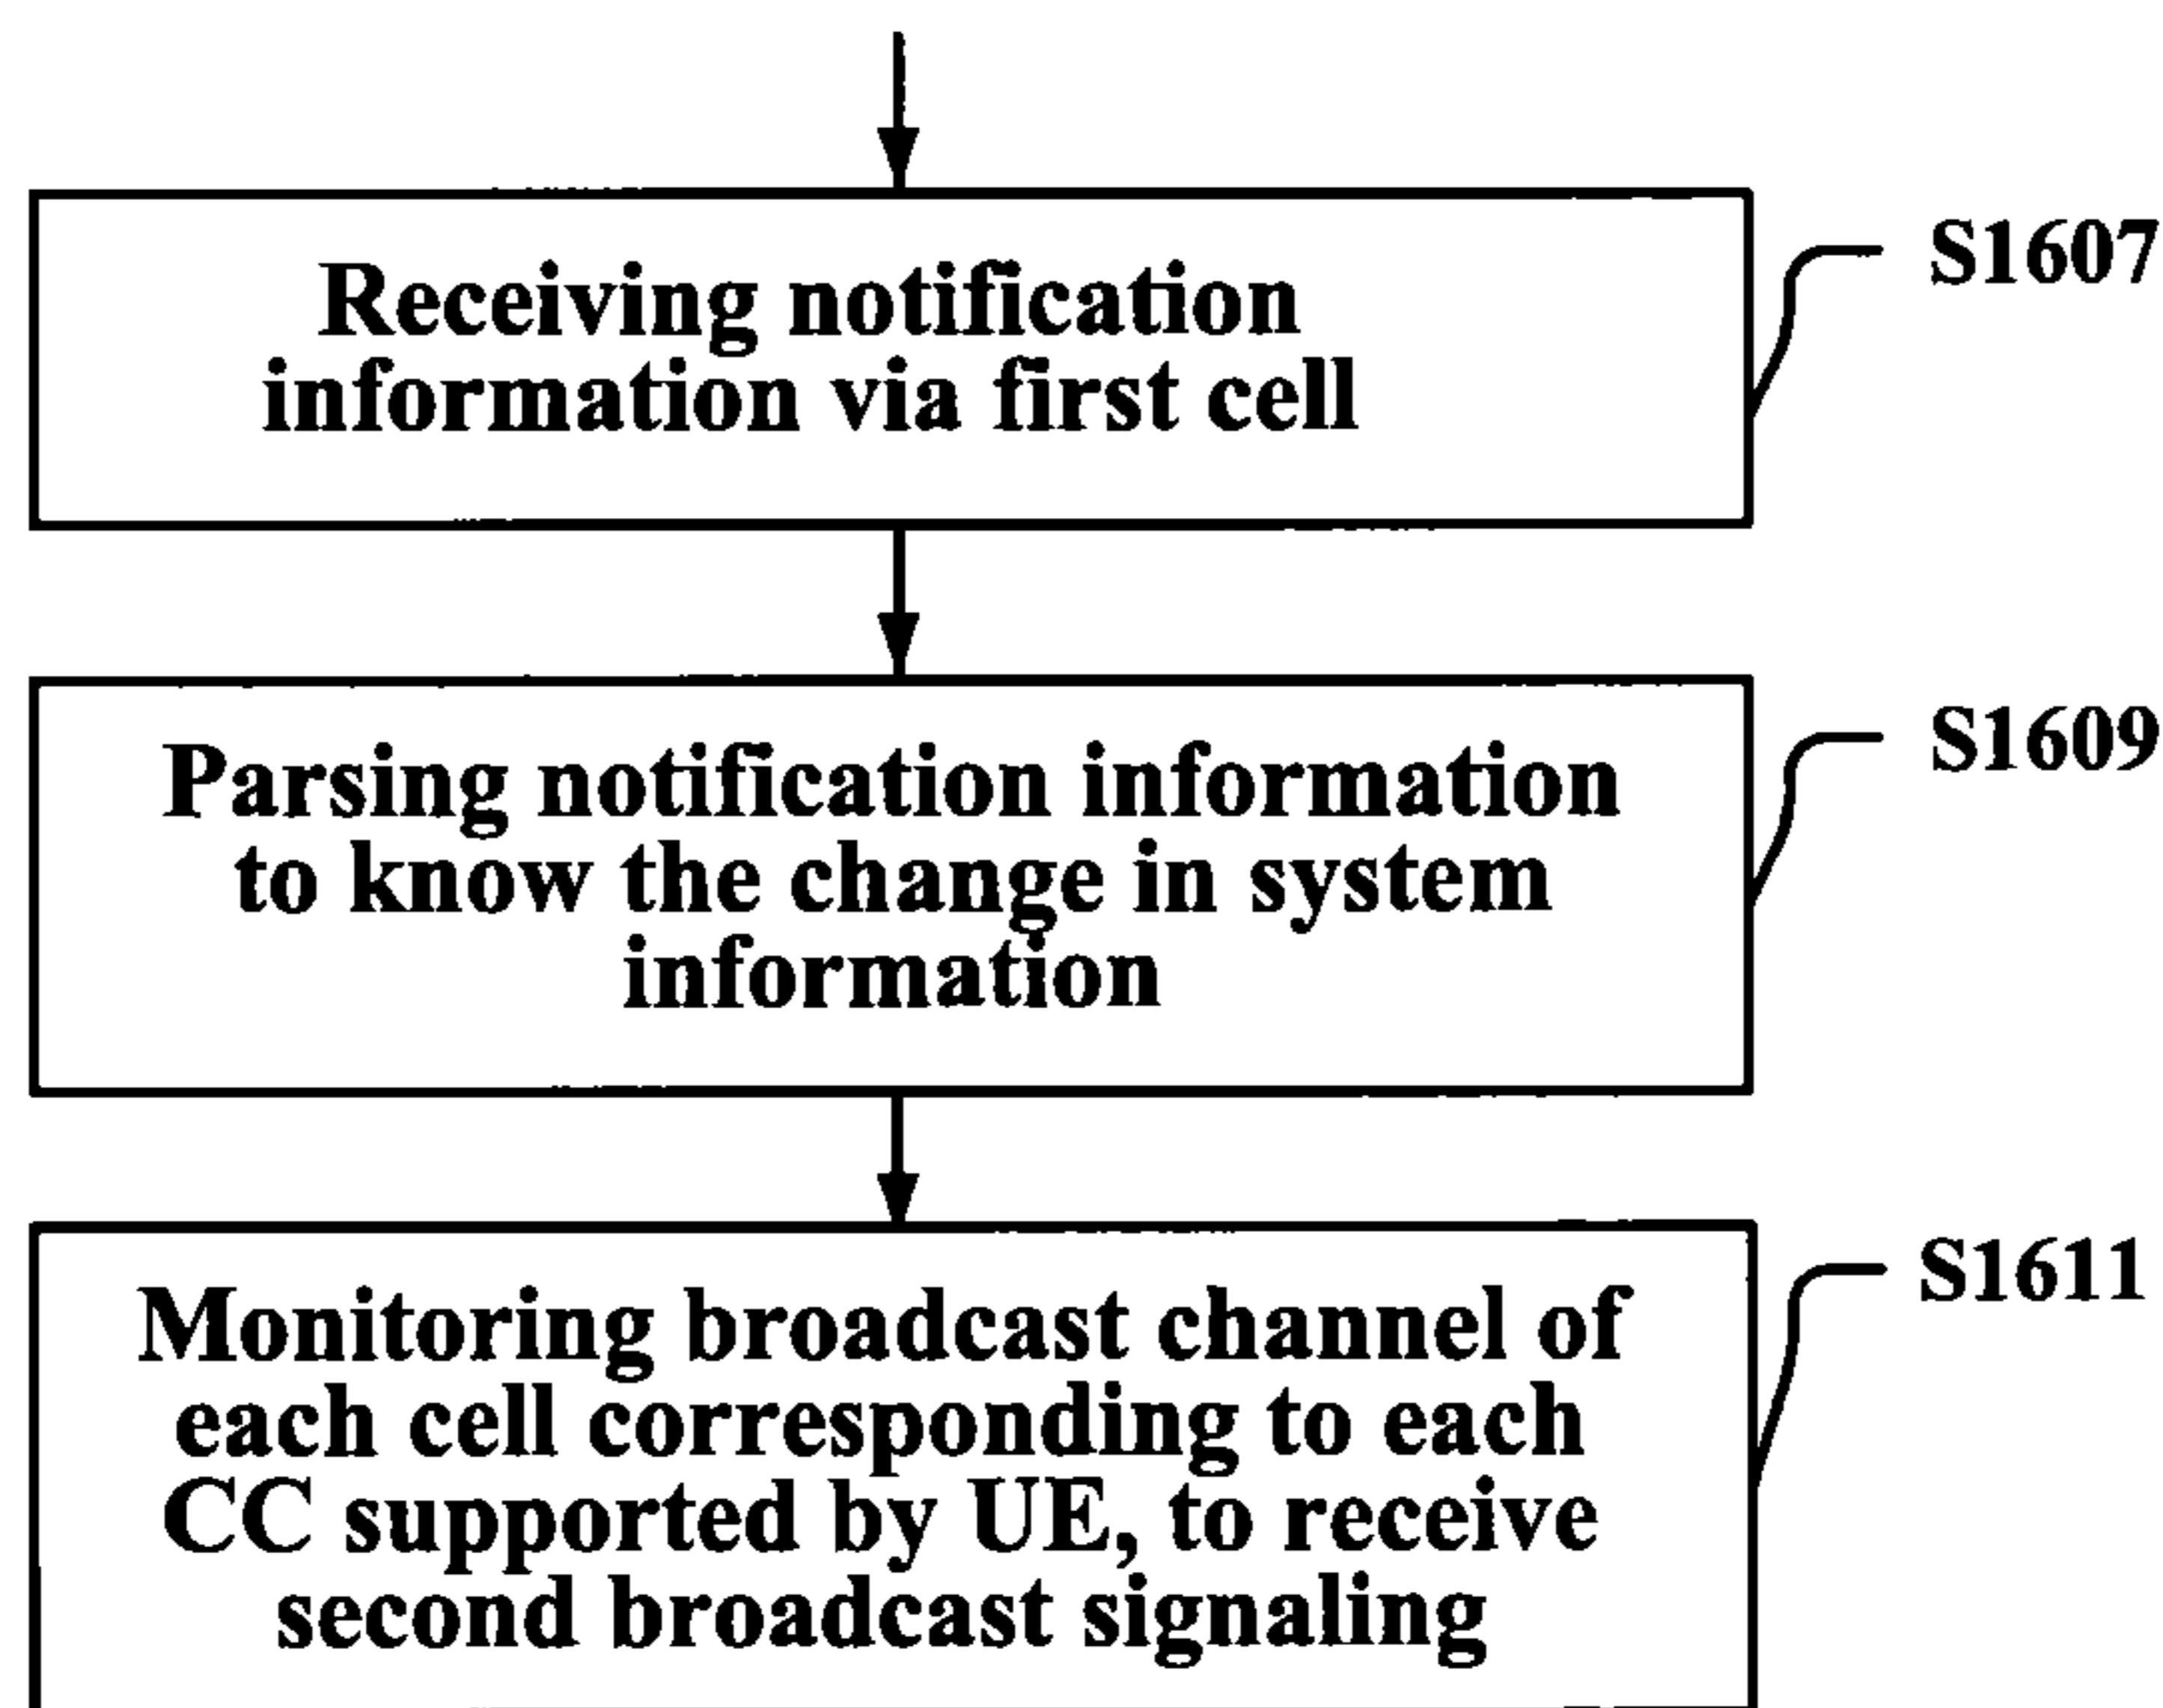 Receiving notification
information via first cell
S1607
Parsing notification information
to know the change in system
information
S1609
Monitoring broadcast channel of
each cell corresponding to each
CC supported by UE, to receive
second broadcast signaling
S1611